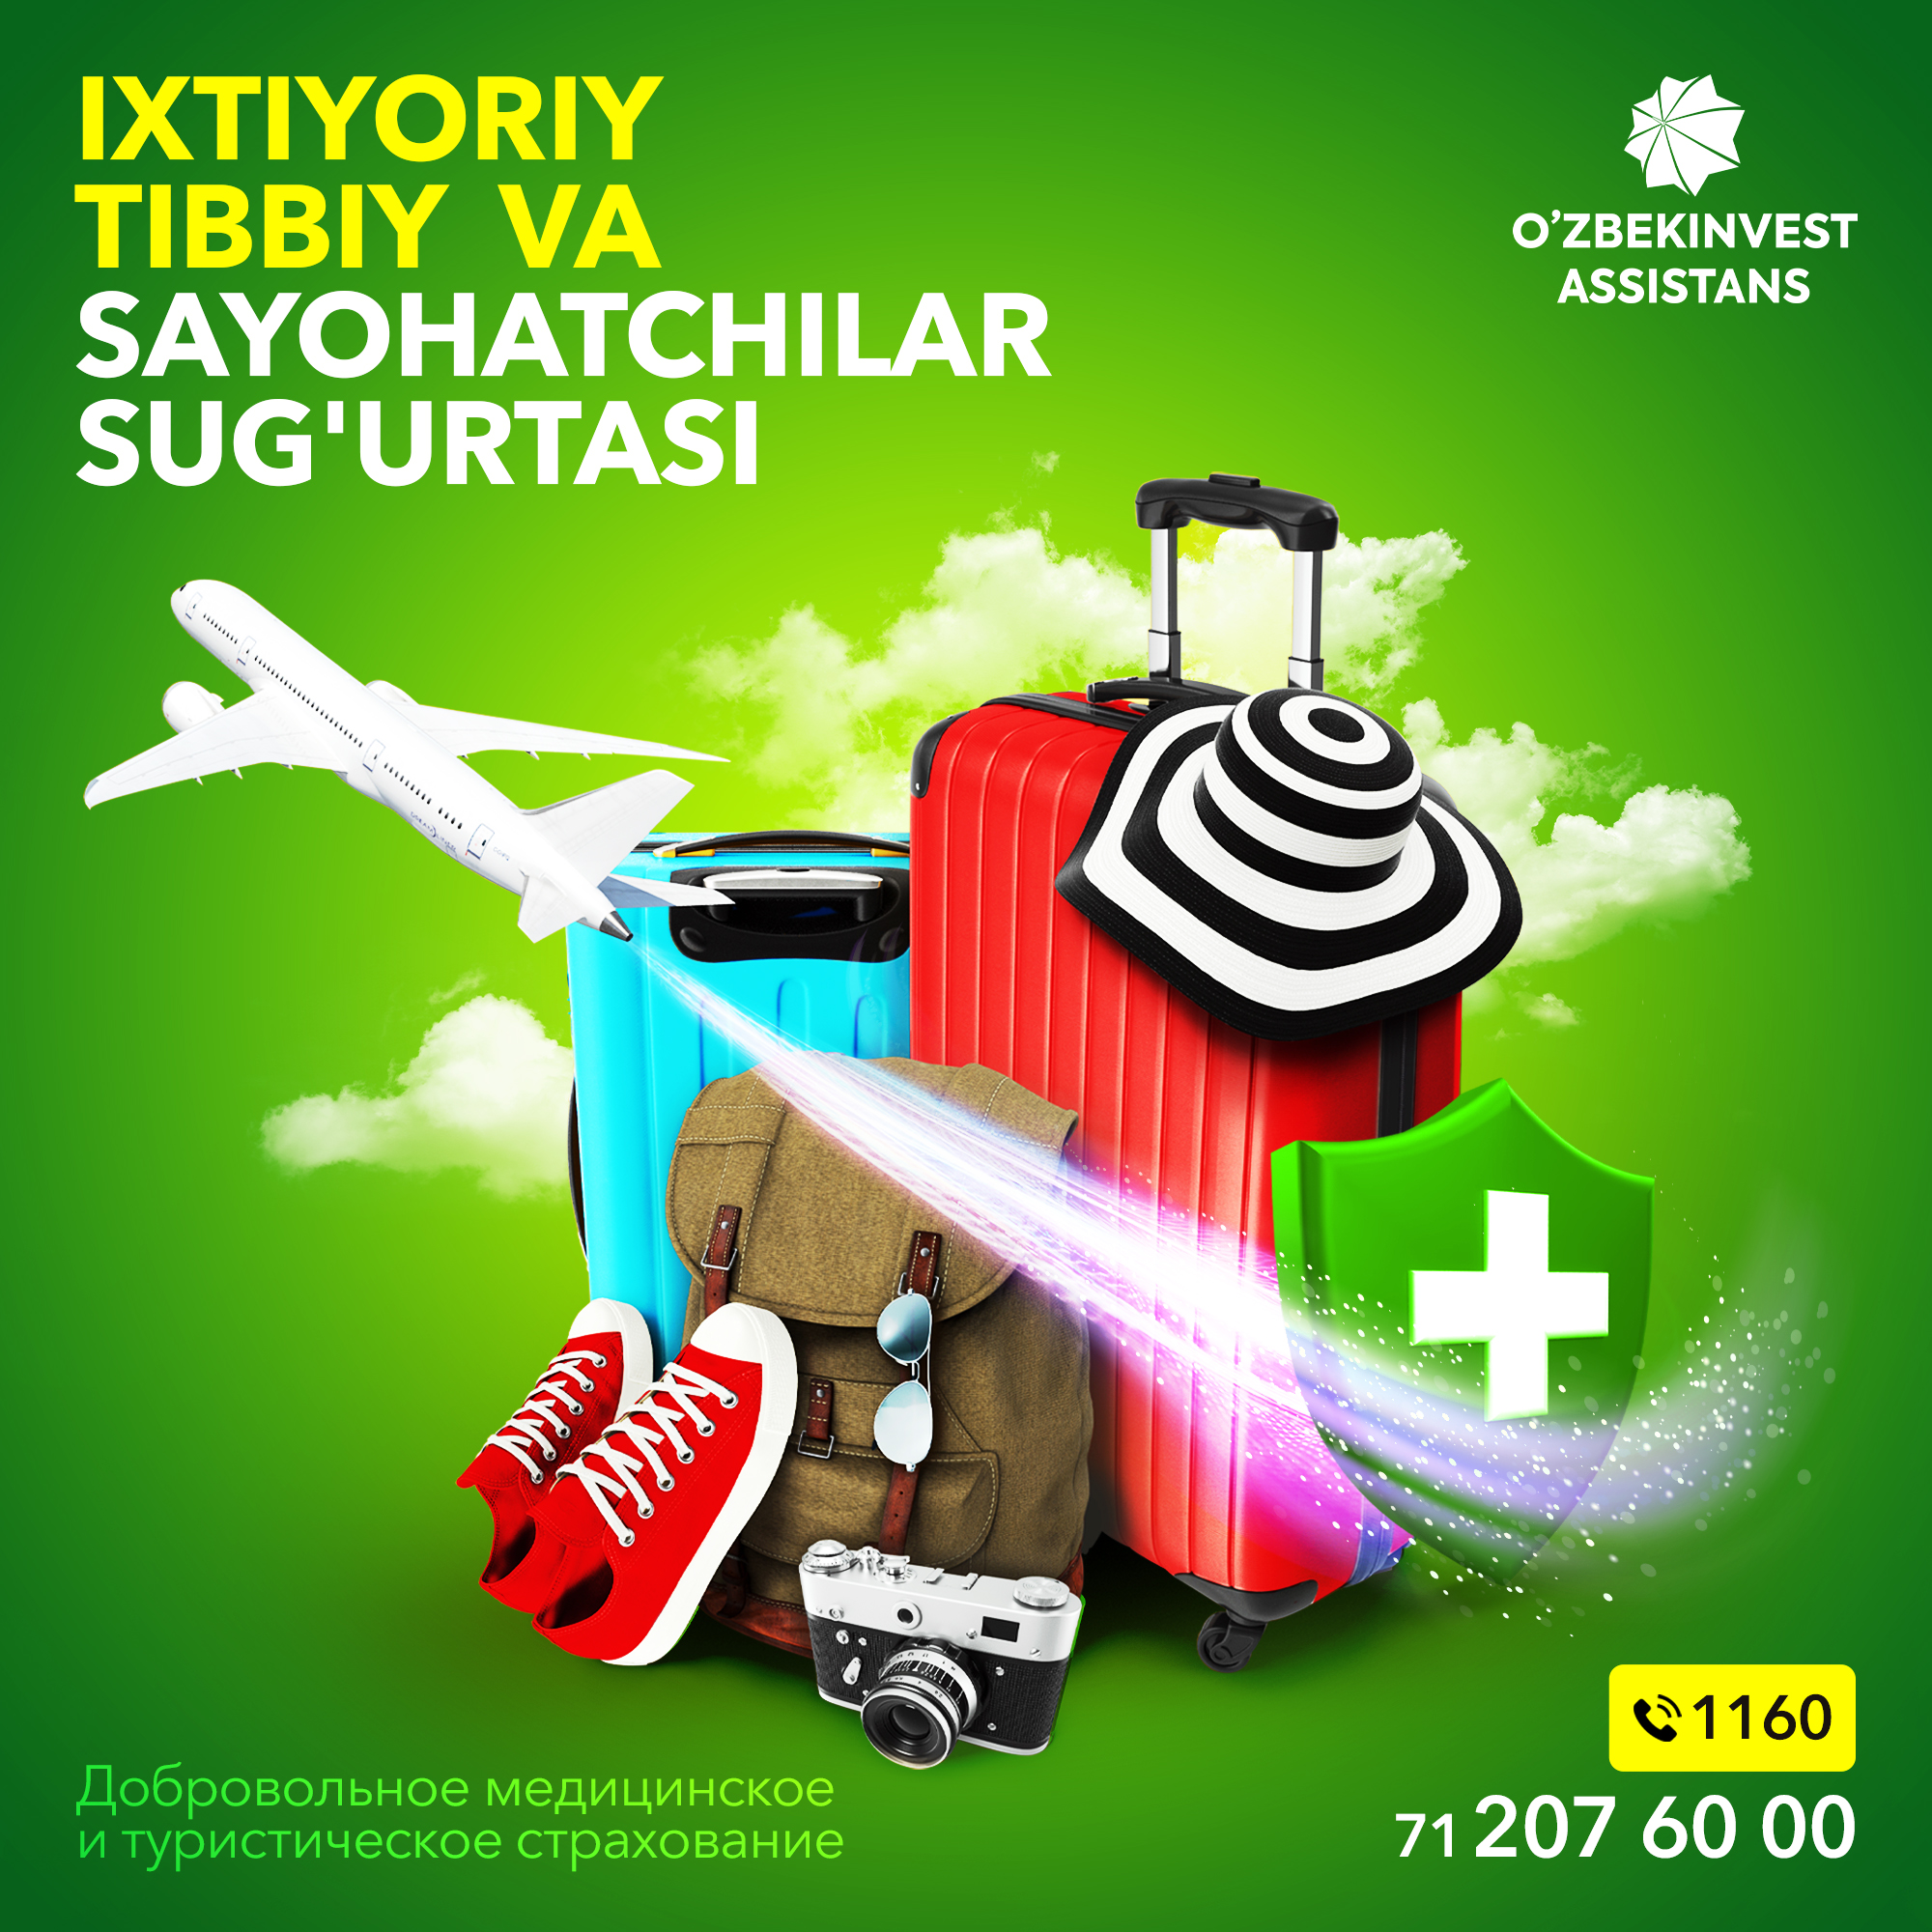 IXTIYORIY
TIBBIY VA
SAYOHATCHILAR
SUG'URTASI
O’ZBEKINVEST
ASSISTANS
1160
71 207 60 00
Добровольное медицинское
и туристическое страхование